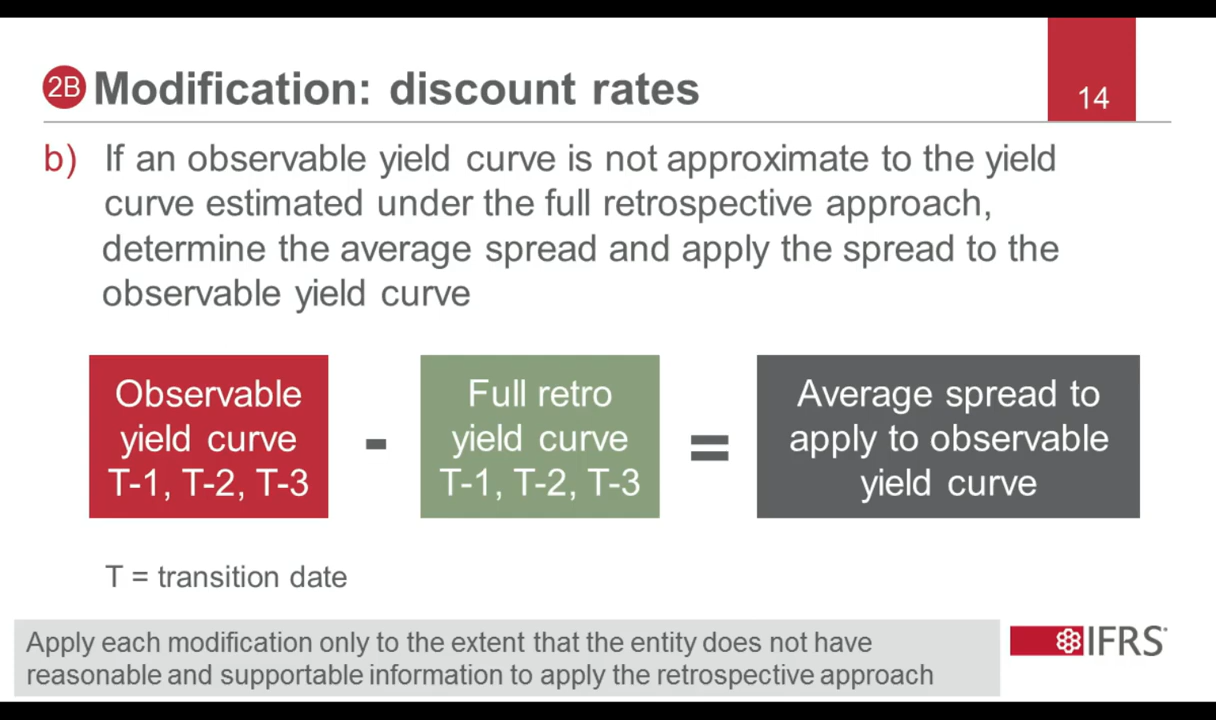 2B Modification: discount rates
14
b) If an observable yield curve is not approximate to the yield
curve estimated under the full retrospective approach,
determine the average spread and apply the spread to the
observable yield curve
Observable
yield curve
T-1, T-2, T-3
-
Full retro
yield curve
T-1, T-2, T-3
=
Average spread to
apply to observable
yield curve
T = transition date
Apply each modification only to the extent that the entity does not have
reasonable and supportable information to apply the retrospective approach
IFRS